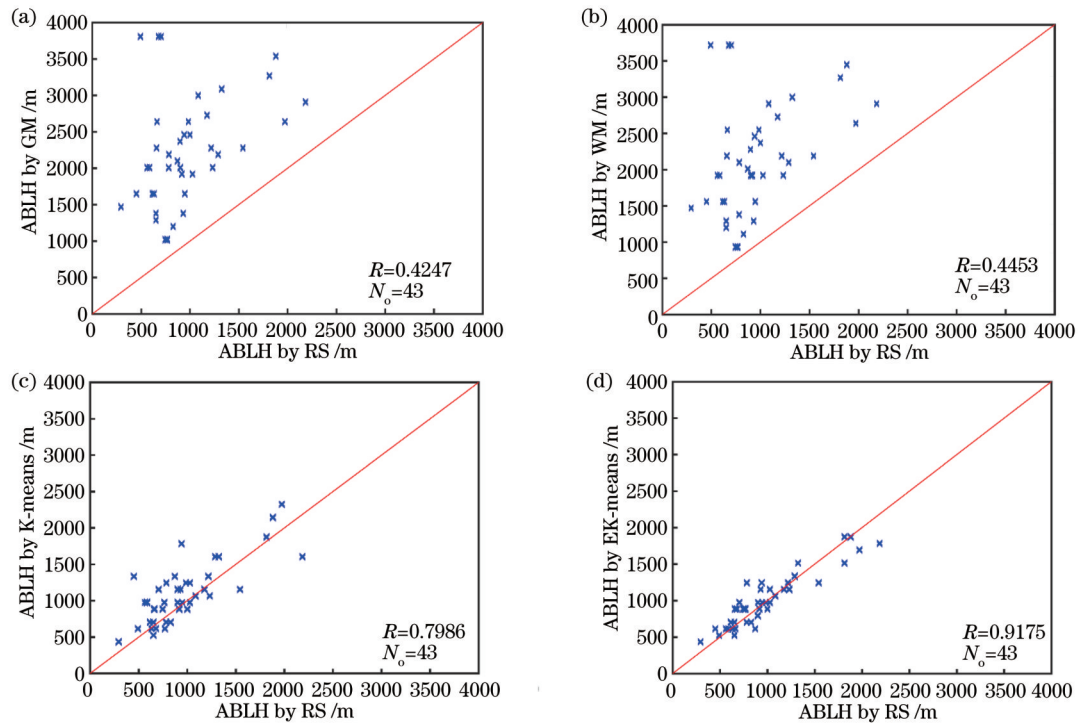 (a)
4000
3500
3000
2500
2000
1500
1000
500
0
ABLH by GM /m
R=0.4247
No=43
0 500 1000 1500 2000 2500 3000 3500 4000
ABLH by RS /m
(b)
4000
3500
3000
2500
2000
1500
1000
500
0
ABLH by WM /m
R=0.4453
No=43
0 500 1000 1500 2000 2500 3000 3500 4000
ABLH by RS /m
(c)
4000
3500
3000
2500
2000
1500
1000
500
0
ABLH by K-means /m
R=0.7986
No=43
0 500 1000 1500 2000 2500 3000 3500 4000
ABLH by RS /m
(d)
4000
3500
3000
2500
2000
1500
1000
500
0
ABLH by EK-means /m
R=0.9175
No=43
0 500 1000 1500 2000 2500 3000 3500 4000
ABLH by RS /m